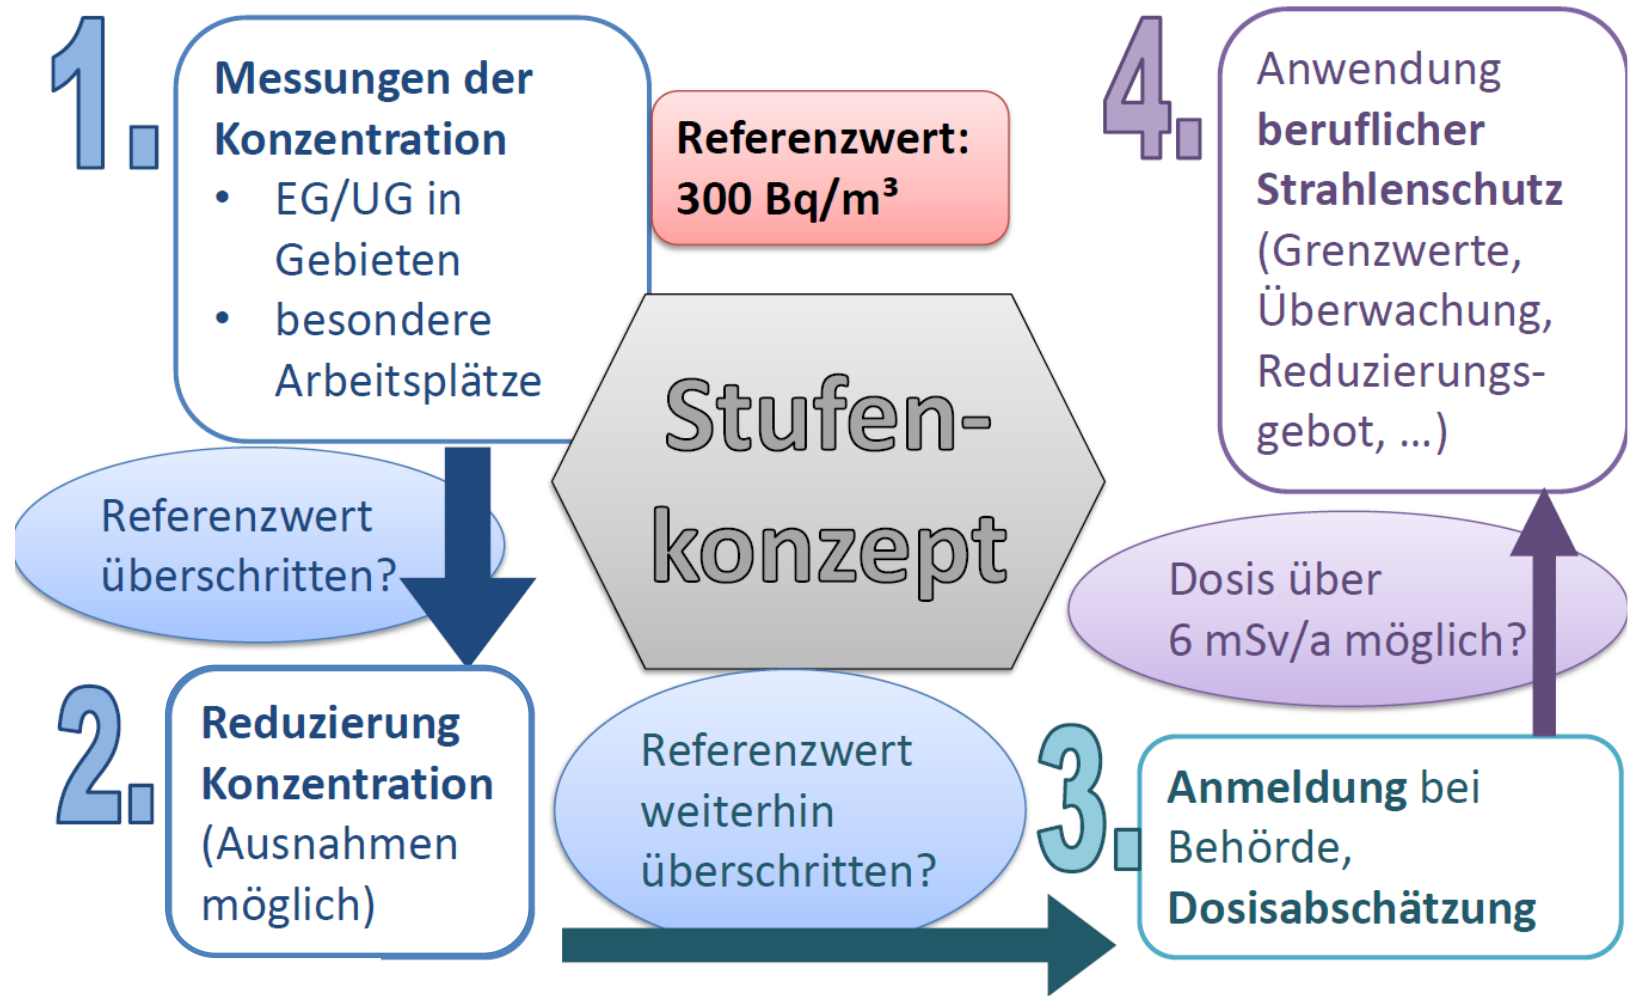 1.
Messungen der
Konzentration
• EG/UG in
Gebieten
• besondere
Arbeitsplätze
Referenzwert:
300 Bq/m³
Stufen-
konzept
Referenzwert
überschritten?
2.
Reduzierung
Konzentration
(Ausnahmen
möglich)
Referenzwert
weiterhin
überschritten?
3.
Anmeldung bei
Behörde,
Dosisabschätzung
Dosis über
6 mSv/a möglich?
4.
Anwendung
beruflicher
Strahlenschutz
(Grenzwerte,
Überwachung,
Reduzierungs-
gebot, ...)